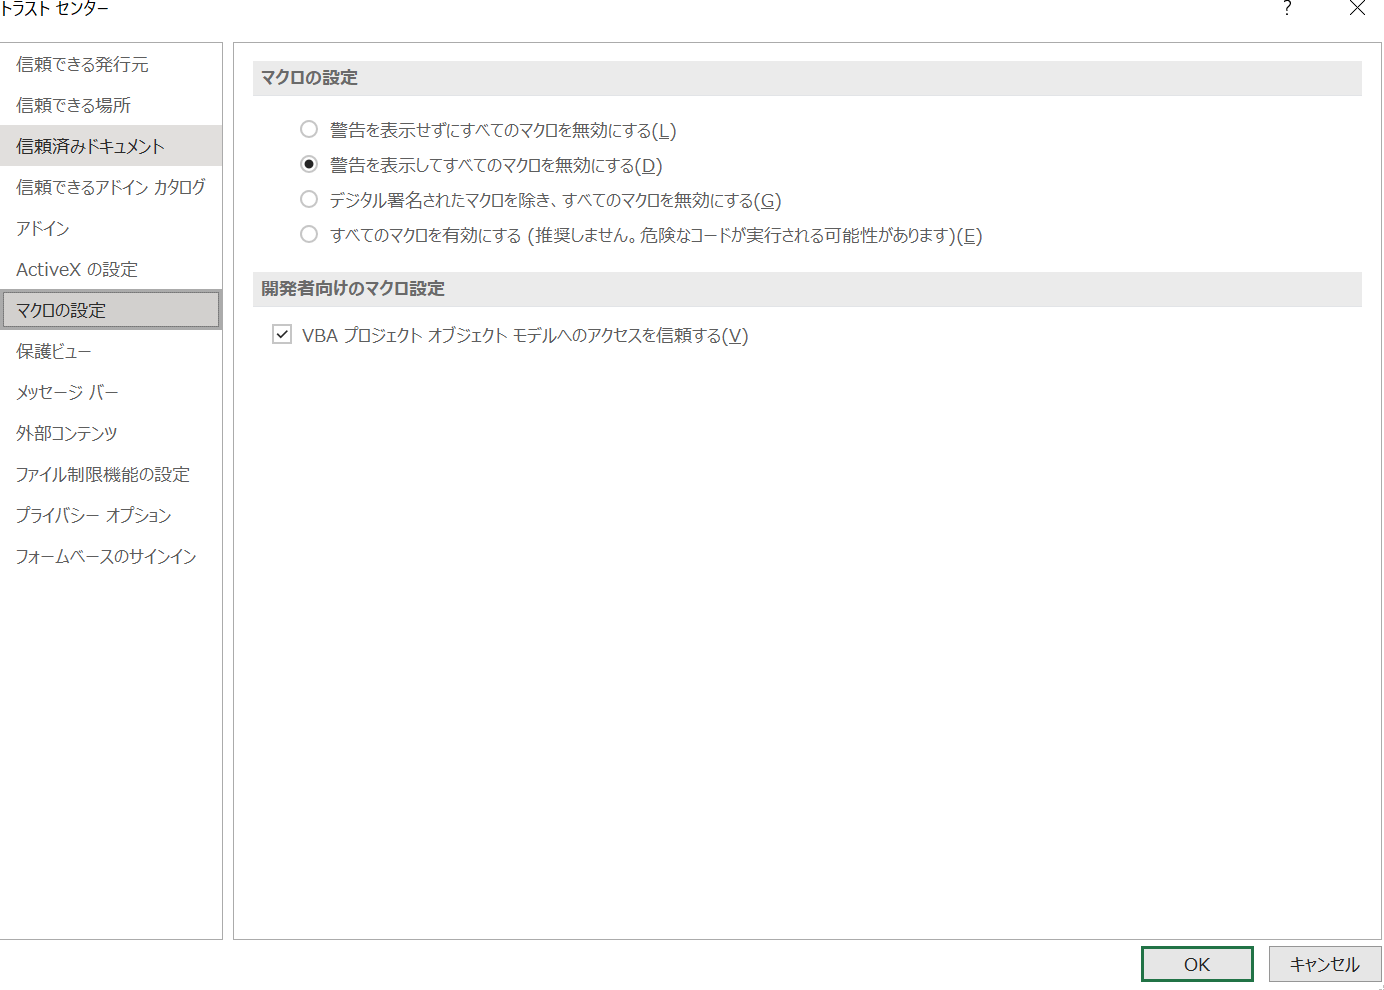 トラスト センター
?
信頼できる発行元
信頼できる場所
信頼済みドキュメント
信頼できるアドイン カタログ
アドイン
ActiveX の設定
マクロの設定
保護ビュー
メッセージ バー
外部コンテンツ
ファイル制限機能の設定
プライバシー オプション
フォームベースのサインイン
マクロの設定
警告を表示せずにすべてのマクロを無効にする(L)
警告を表示してすべてのマクロを無効にする(D)
デジタル署名されたマクロを除き、すべてのマクロを無効にする(G)
すべてのマクロを有効にする (推奨しません。危険なコードが実行される可能性があります)(E)
開発者向けのマクロ設定
VBA プロジェクト オブジェクト モデルへのアクセスを信頼する(V)
OK
キャンセル